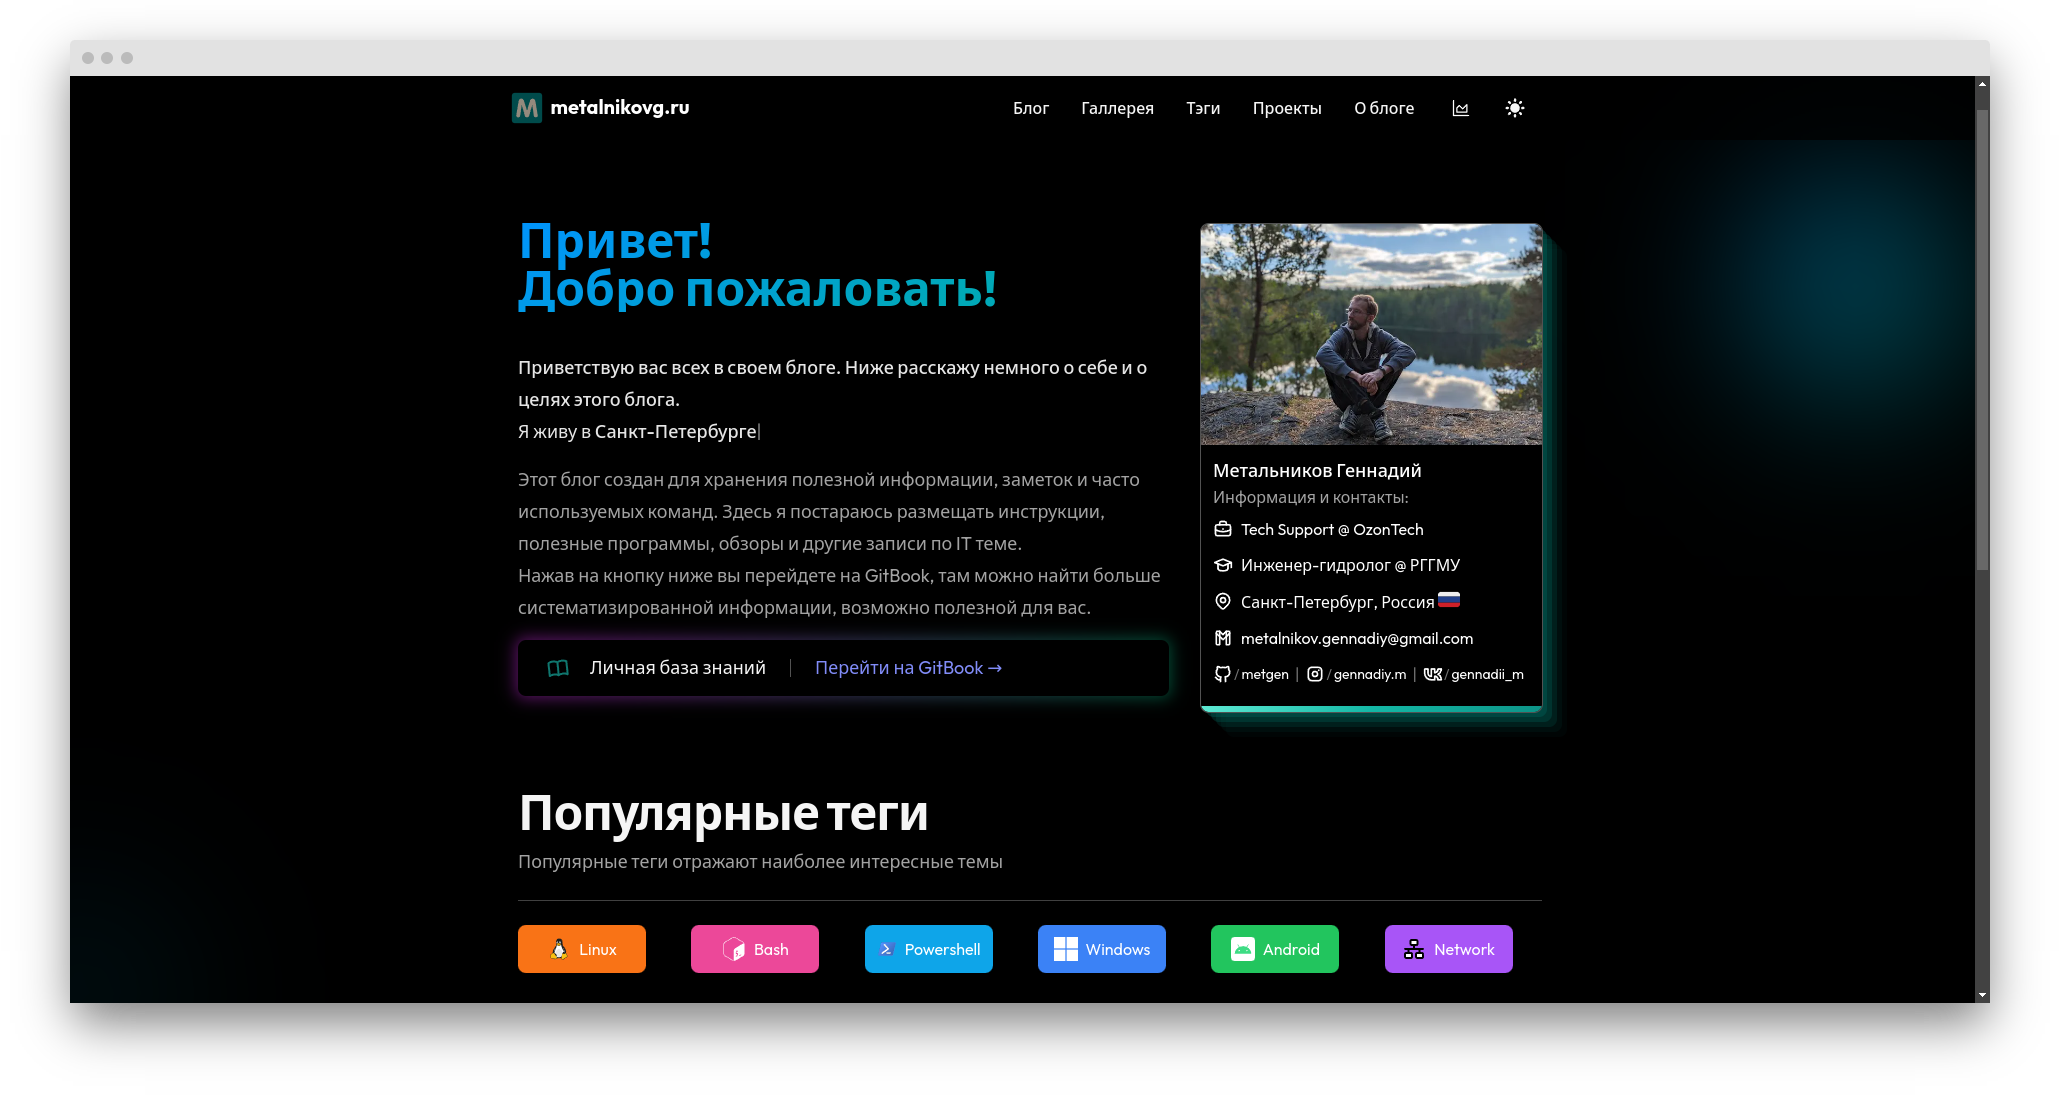 metalnikovg.ru
Блог Галлерея Тэги Проекты О блоге
Привет!
Добро пожаловать!
Приветствую вас всех в своем блоге. Ниже расскажу немного о себе и о
целях этого блога.
Я живу в Санкт-Петербурге|
Этот блог создан для хранения полезной информации, заметок и часто
используемых команд. Здесь я постараюсь размещать инструкции,
полезные программы, обзоры и другие записи по IT теме.
Нажав на кнопку ниже вы перейдете на GitBook, там можно найти больше
систематизированной информации, возможно полезной для вас.
Личная база знаний | Перейти на GitBook →
Метальников Геннадий
Информация и контакты:
Tech Support @ OzonTech
Инженер-гидролог @ РГГМУ
Санкт-Петербург, Россия
metalnikov.gennadiy@gmail.com
/ metgen | / gennadiy.m | / gennadii_m
Популярные теги
Популярные теги отражают наиболее интересные темы
Linux Bash Powershell Windows Android Network